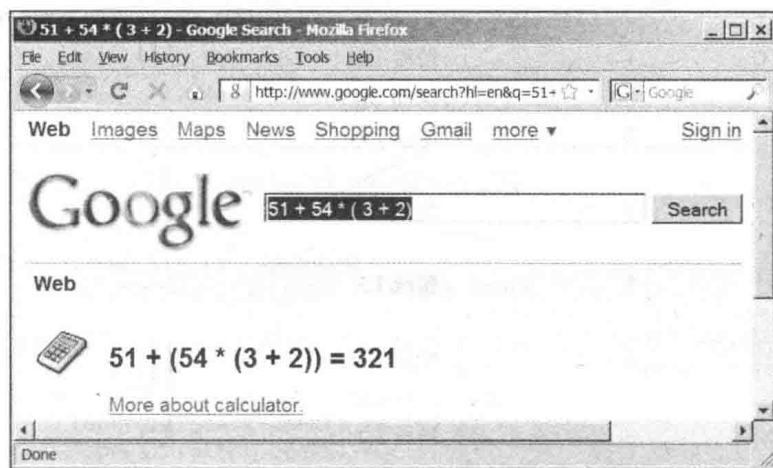 51 + 54 * ( 3 + 2) - Google Search - Mozilla Firefox
File Edit View History Bookmarks Tools Help
http://www.google.com/search?hl=en&q=51+ G Google
Web Images Maps News Shopping Gmail more ▼ Sign in
Google 51 + 54 * ( 3 + 2) Search
Web
51 + (54 * (3 + 2)) = 321
More about calculator.
Done